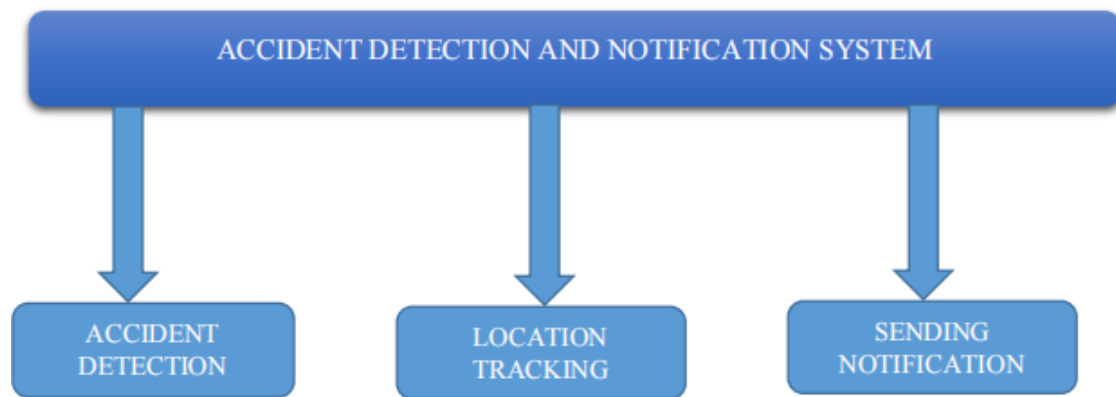 ACCIDENT DETECTION AND NOTIFICATION SYSTEM
ACCIDENT
DETECTION
LOCATION
TRACKING
SENDING
NOTIFICATION